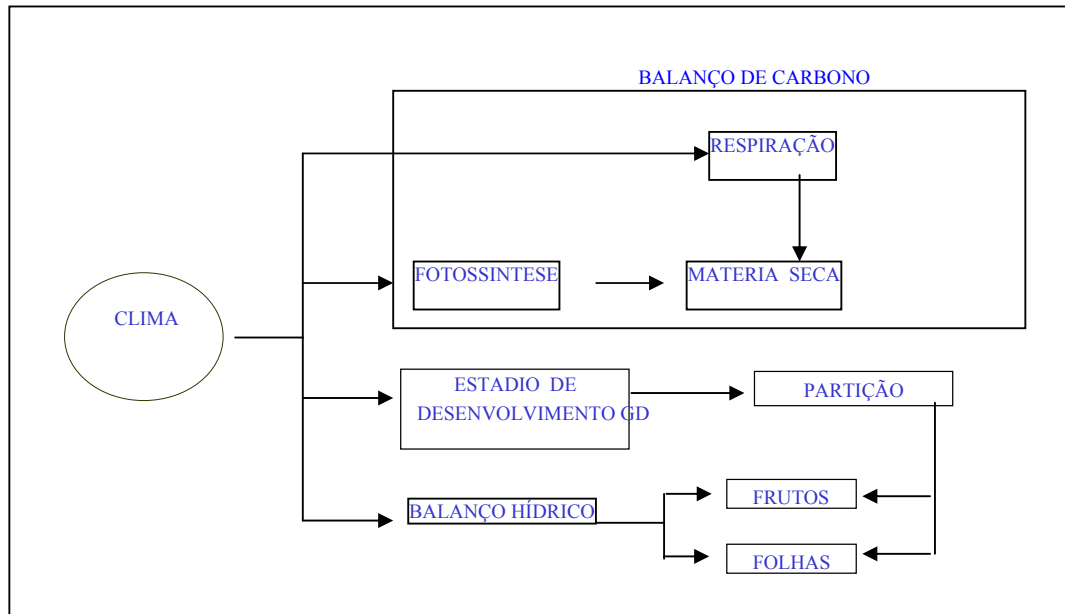 BALANÇO DE CARBONO
RESPIRAÇÃO
FOTOSSINTESE
MATERIA SECA
CLIMA
ESTADIO DE
DESENVOLVIMENTO GD
PARTIÇÃO
FRUTOS
BALANÇO HÍDRICO
FOLHAS